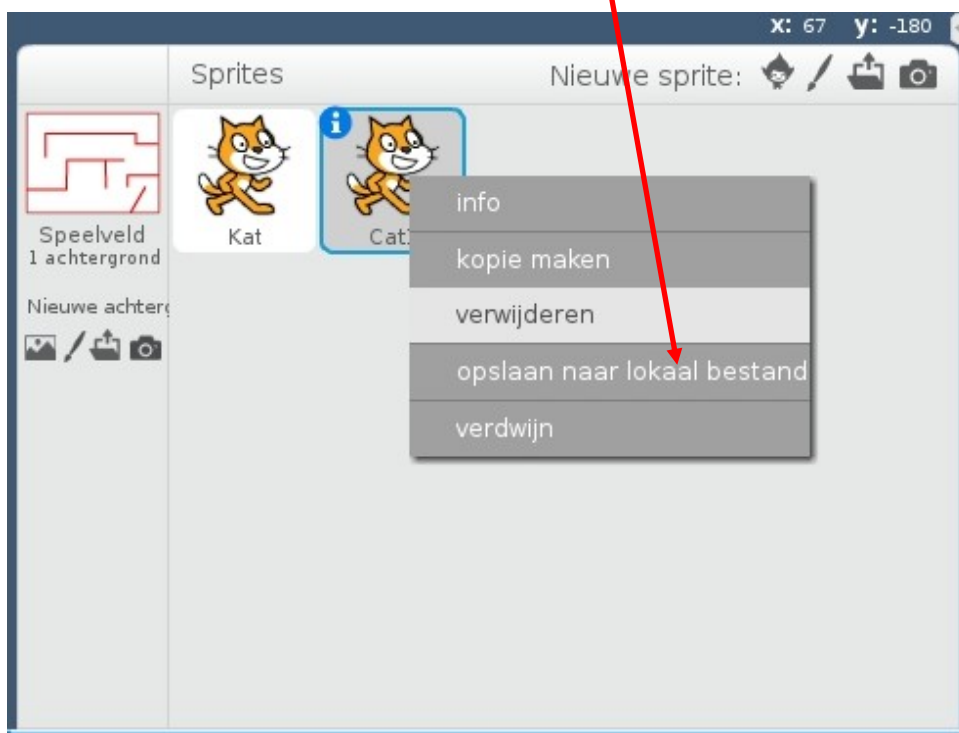 x: 67 y: -180
Sprites
Nieuwe sprite:
Speelveld
1 achtergrond
Nieuwe achterg
Kat
Cat
info
kopie maken
verwijderen
opslaan naar lokaal bestand
verdwijn